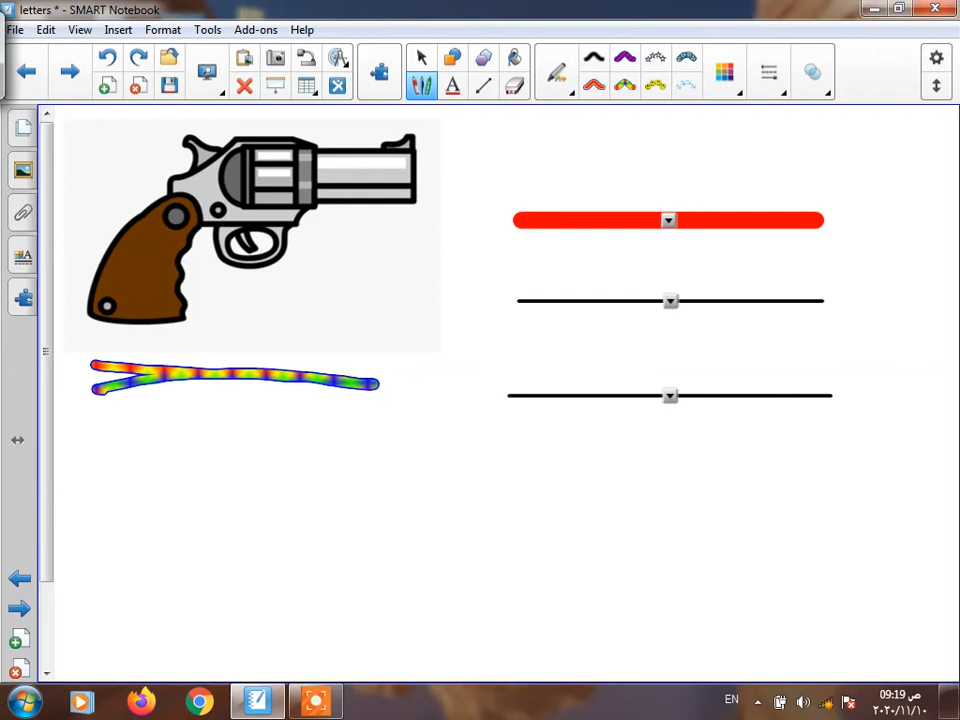 letters * - SMART Notebook
File Edit View Insert Format Tools Add-ons Help
EN
09:19 ص
٢٠٢٠/١١/١٠